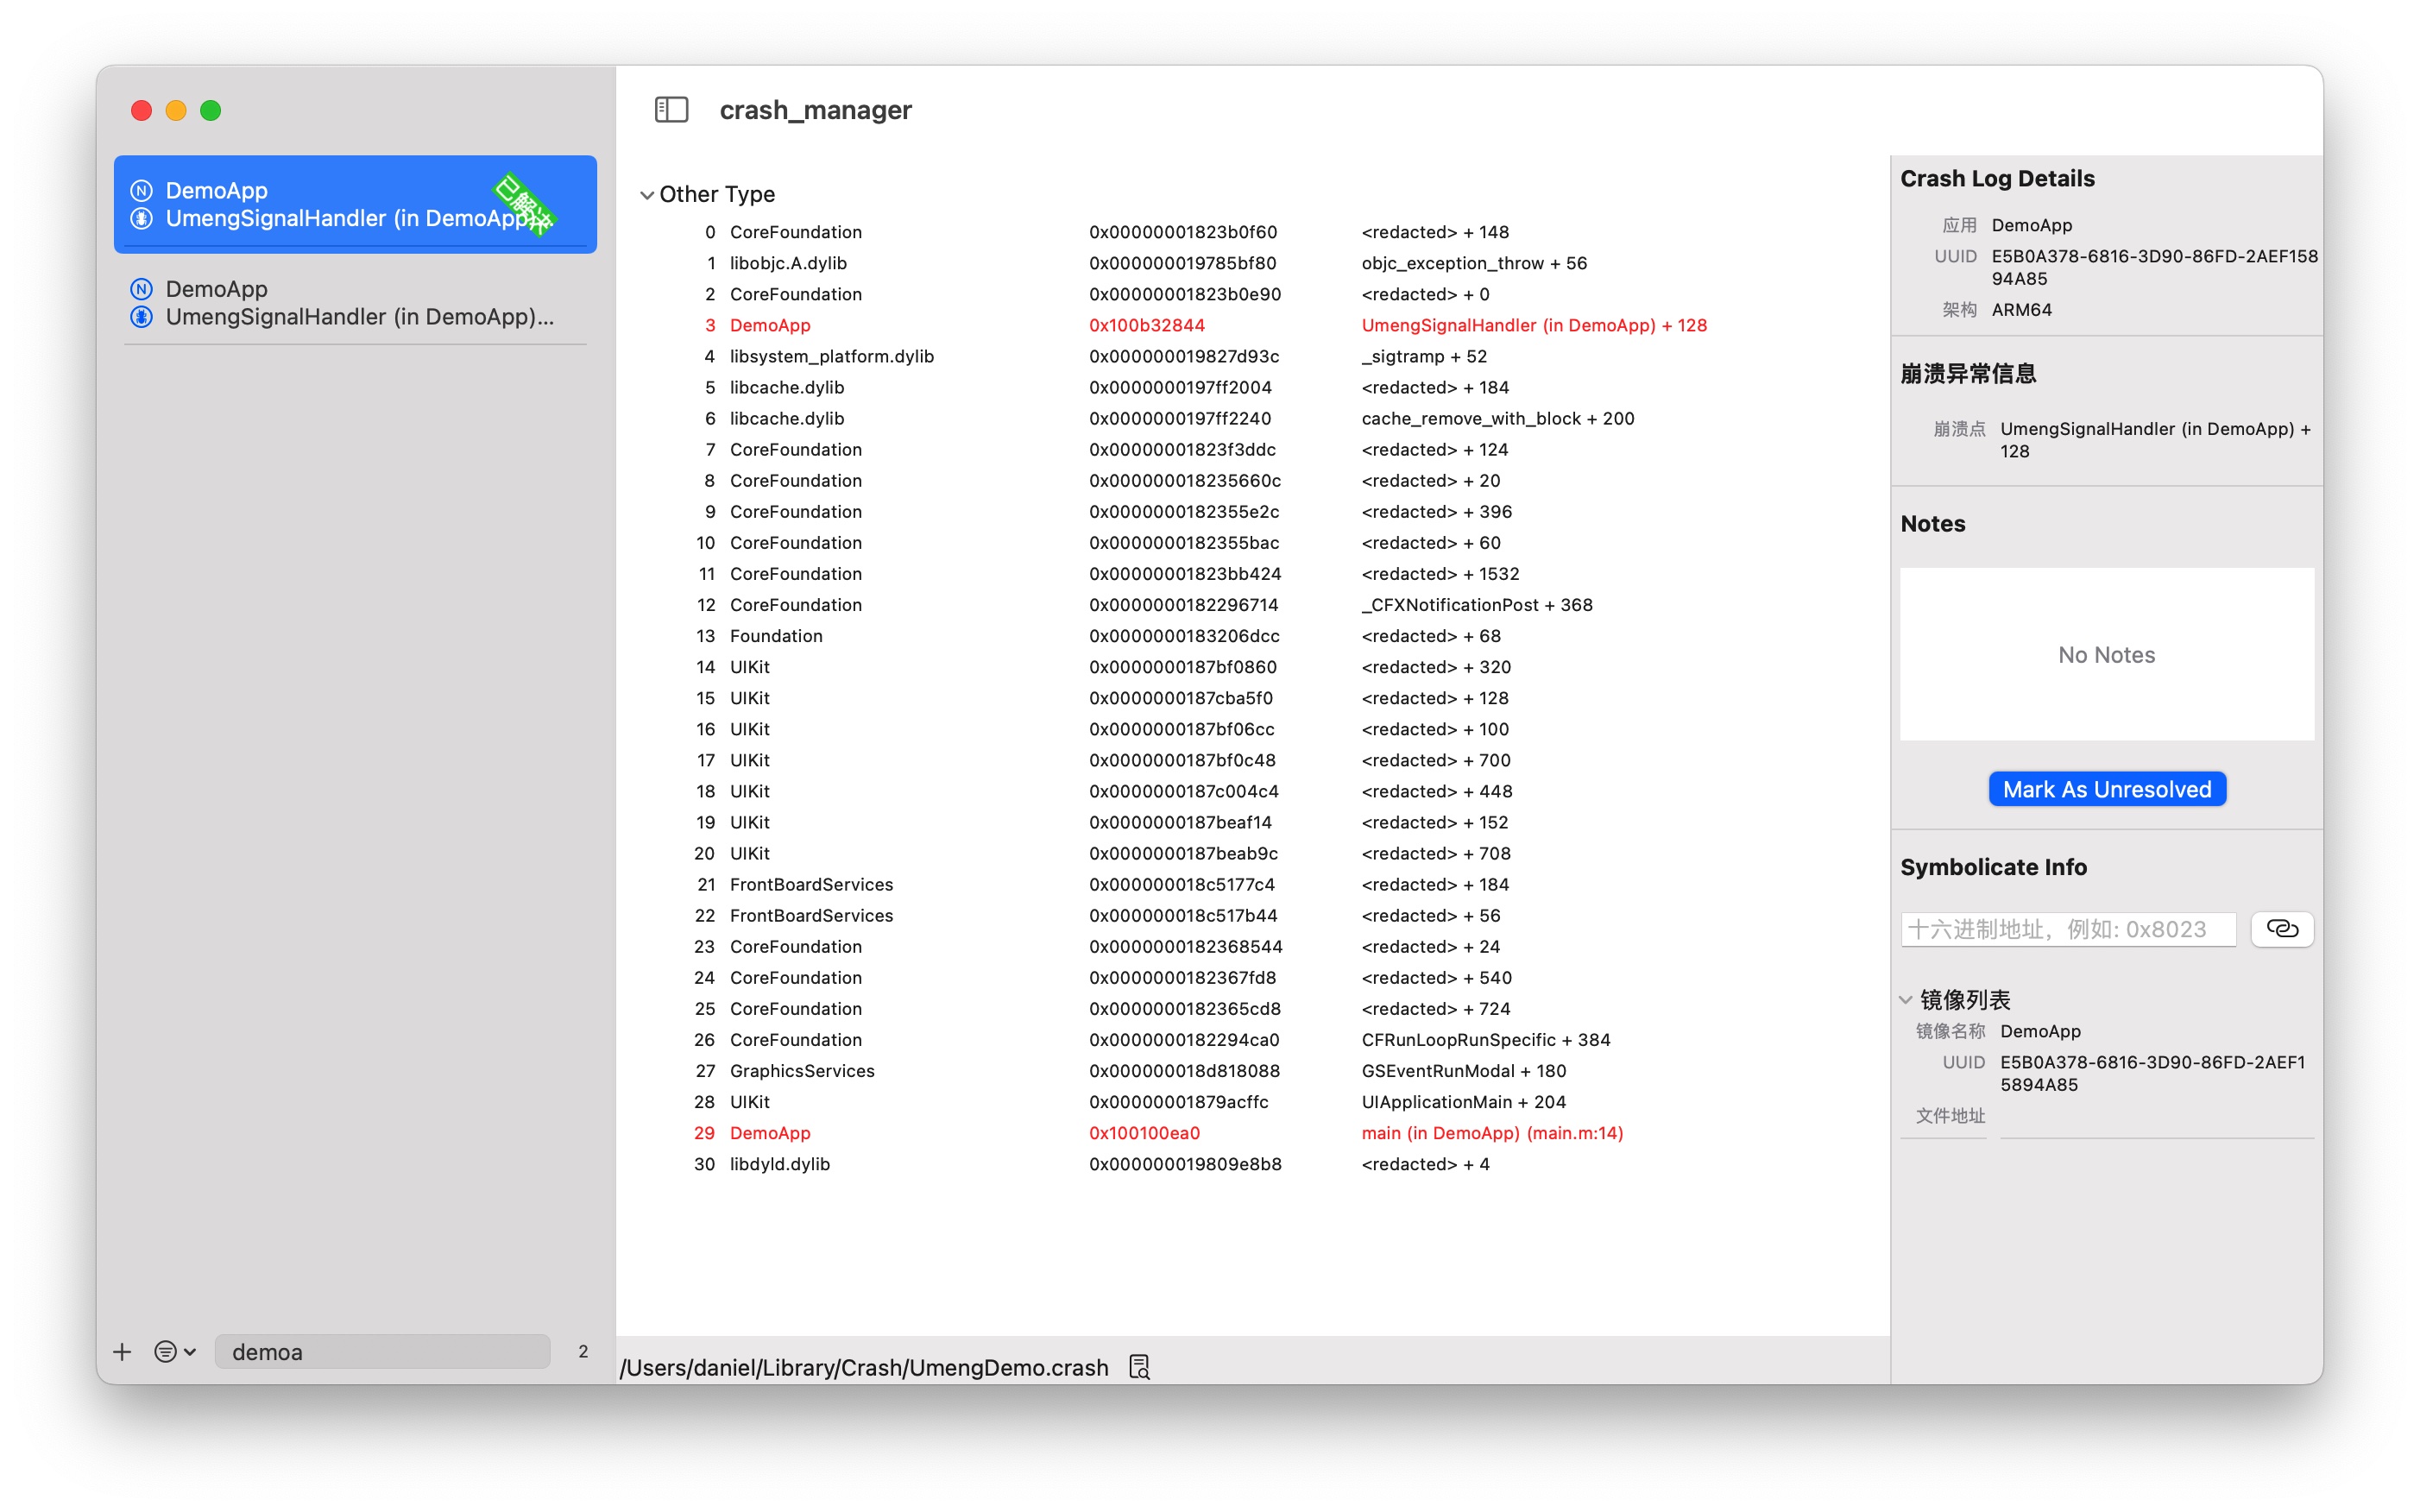 crash_manager
DemoApp
UmengSignalHandler (in DemoApp)
已解决
DemoApp
UmengSignalHandler (in DemoApp)...
demoa
2
Other Type
0 CoreFoundation 0x00000001823b0f60 <redacted> + 148
1 libobjc.A.dylib 0x000000019785bf80 objc_exception_throw + 56
2 CoreFoundation 0x00000001823b0e90 <redacted> + 0
3 DemoApp 0x100b32844 UmengSignalHandler (in DemoApp) + 128
4 libsystem_platform.dylib 0x000000019827d93c _sigtramp + 52
5 libcache.dylib 0x0000000197ff2004 <redacted> + 184
6 libcache.dylib 0x0000000197ff2240 cache_remove_with_block + 200
7 CoreFoundation 0x00000001823f3ddc <redacted> + 124
8 CoreFoundation 0x000000018235660c <redacted> + 20
9 CoreFoundation 0x0000000182355e2c <redacted> + 396
10 CoreFoundation 0x0000000182355bac <redacted> + 60
11 CoreFoundation 0x00000001823bb424 <redacted> + 1532
12 CoreFoundation 0x0000000182296714 _CFXNotificationPost + 368
13 Foundation 0x0000000183206dcc <redacted> + 68
14 UIKit 0x0000000187bf0860 <redacted> + 320
15 UIKit 0x0000000187cba5f0 <redacted> + 128
16 UIKit 0x0000000187bf06cc <redacted> + 100
17 UIKit 0x0000000187bf0c48 <redacted> + 700
18 UIKit 0x0000000187c004c4 <redacted> + 448
19 UIKit 0x0000000187beaf14 <redacted> + 152
20 UIKit 0x0000000187beab9c <redacted> + 708
21 FrontBoardServices 0x000000018c5177c4 <redacted> + 184
22 FrontBoardServices 0x000000018c517b44 <redacted> + 56
23 CoreFoundation 0x0000000182368544 <redacted> + 24
24 CoreFoundation 0x0000000182367fd8 <redacted> + 540
25 CoreFoundation 0x0000000182365cd8 <redacted> + 724
26 CoreFoundation 0x0000000182294ca0 CFRunLoopRunSpecific + 384
27 GraphicsServices 0x000000018d818088 GSEventRunModal + 180
28 UIKit 0x00000001879acffc UIApplicationMain + 204
29 DemoApp 0x100100ea0 main (in DemoApp) (main.m:14)
30 libdyld.dylib 0x000000019809e8b8 <redacted> + 4
/Users/daniel/Library/Crash/UmengDemo.crash
Crash Log Details
应用 DemoApp
UUID E5B0A378-6816-3D90-86FD-2AEF158
94A85
架构 ARM64
崩溃异常信息
崩溃点 UmengSignalHandler (in DemoApp) +
128
Notes
No Notes
Mark As Unresolved
Symbolicate Info
十六进制地址，例如: 0x8023
镜像列表
镜像名称 DemoApp
UUID E5B0A378-6816-3D90-86FD-2AEF1
5894A85
文件地址